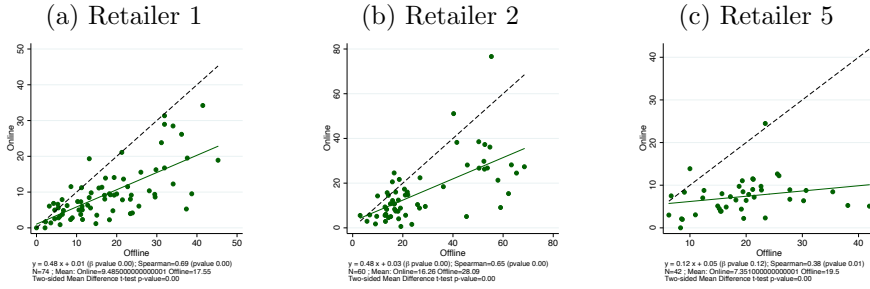 (a) Retailer 1
(b) Retailer 2
(c) Retailer 5
50
40
30
20
10
0
Online
0 10 20 30 40 50
Offline
y = 0.48 x + 0.01 (β pvalue 0.00); Spearman=0.69 (pvalue 0.00)
N=74 ; Mean: Online=9.485000000000001 Offline=17.55
Two-sided Mean Difference t-test p-value=0.00
80
60
40
20
0
Online
0 20 40 60 80
Offline
y = 0.48 x + 0.03 (β pvalue 0.00); Spearman=0.65 (pvalue 0.00)
N=60 ; Mean: Online=16.26 Offline=28.09
Two-sided Mean Difference t-test p-value=0.00
40
30
20
10
0
Online
10 20 30 40
Offline
y = 0.12 x + 0.05 (β pvalue 0.12); Spearman=0.38 (pvalue 0.01)
N=42 ; Mean: Online=7.351000000000001 Offline=19.5
Two-sided Mean Difference t-test p-value=0.00